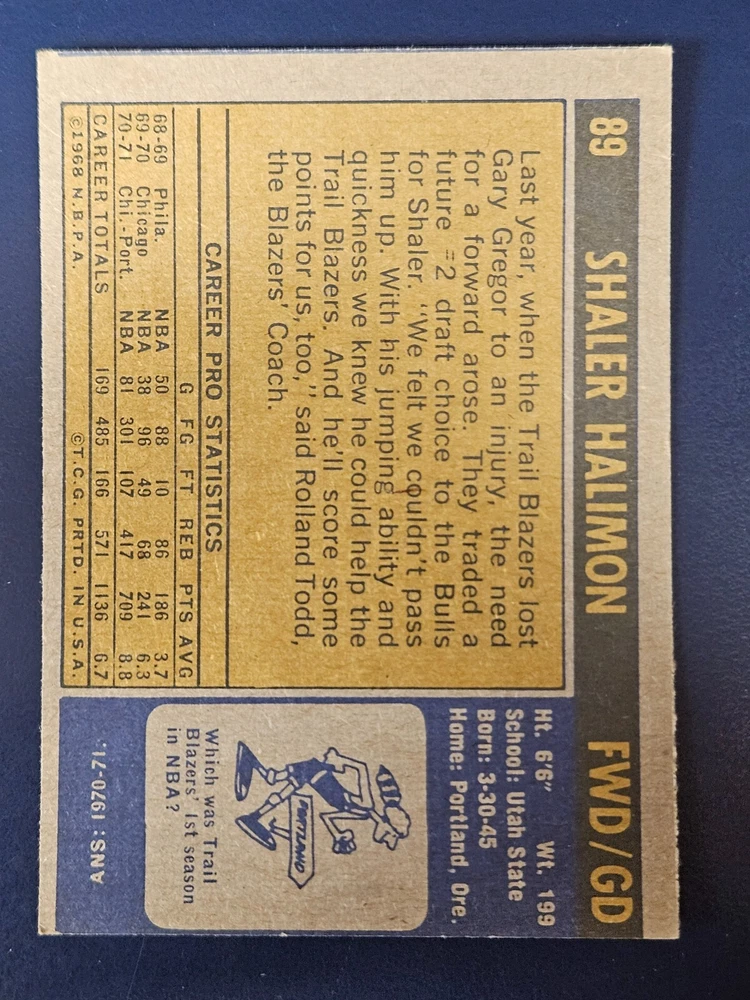 89 SHALER HALIMON FWD/GD
Last year, when the Trail Blazers lost
Gary Gregor to an injury, the need
for a forward arose. They traded a
future =2 draft choice to the Bulls
for Shaler. "We felt we couldn't pass
him up. With his jumping ability and
quickness we knew he could help the
Trail Blazers. And he'll score some
points for us, too," said Rolland Todd,
the Blazers' Coach.
CAREER PRO STATISTICS
G FG FT REB PTS AVG
68-69 Phila. NBA 50 88 10 86 186 3.7
69-70 Chicago NBA 38 96 49 68 241 6.3
70-71 Chi.-Port. NBA 81 301 107 417 709 8.8
CAREER TOTALS 169 485 166 571 1136 6.7
©1968 N.B.P.A. ©T.C.G. PRTD. IN U.S.A.
Ht. 6'6" Wt. 199
School: Utah State
Born: 3-30-45
Home: Portland, Ore.
PORTLAND
Which was Trail
Blazers' 1st season
in NBA?
ANS: 1970-71.